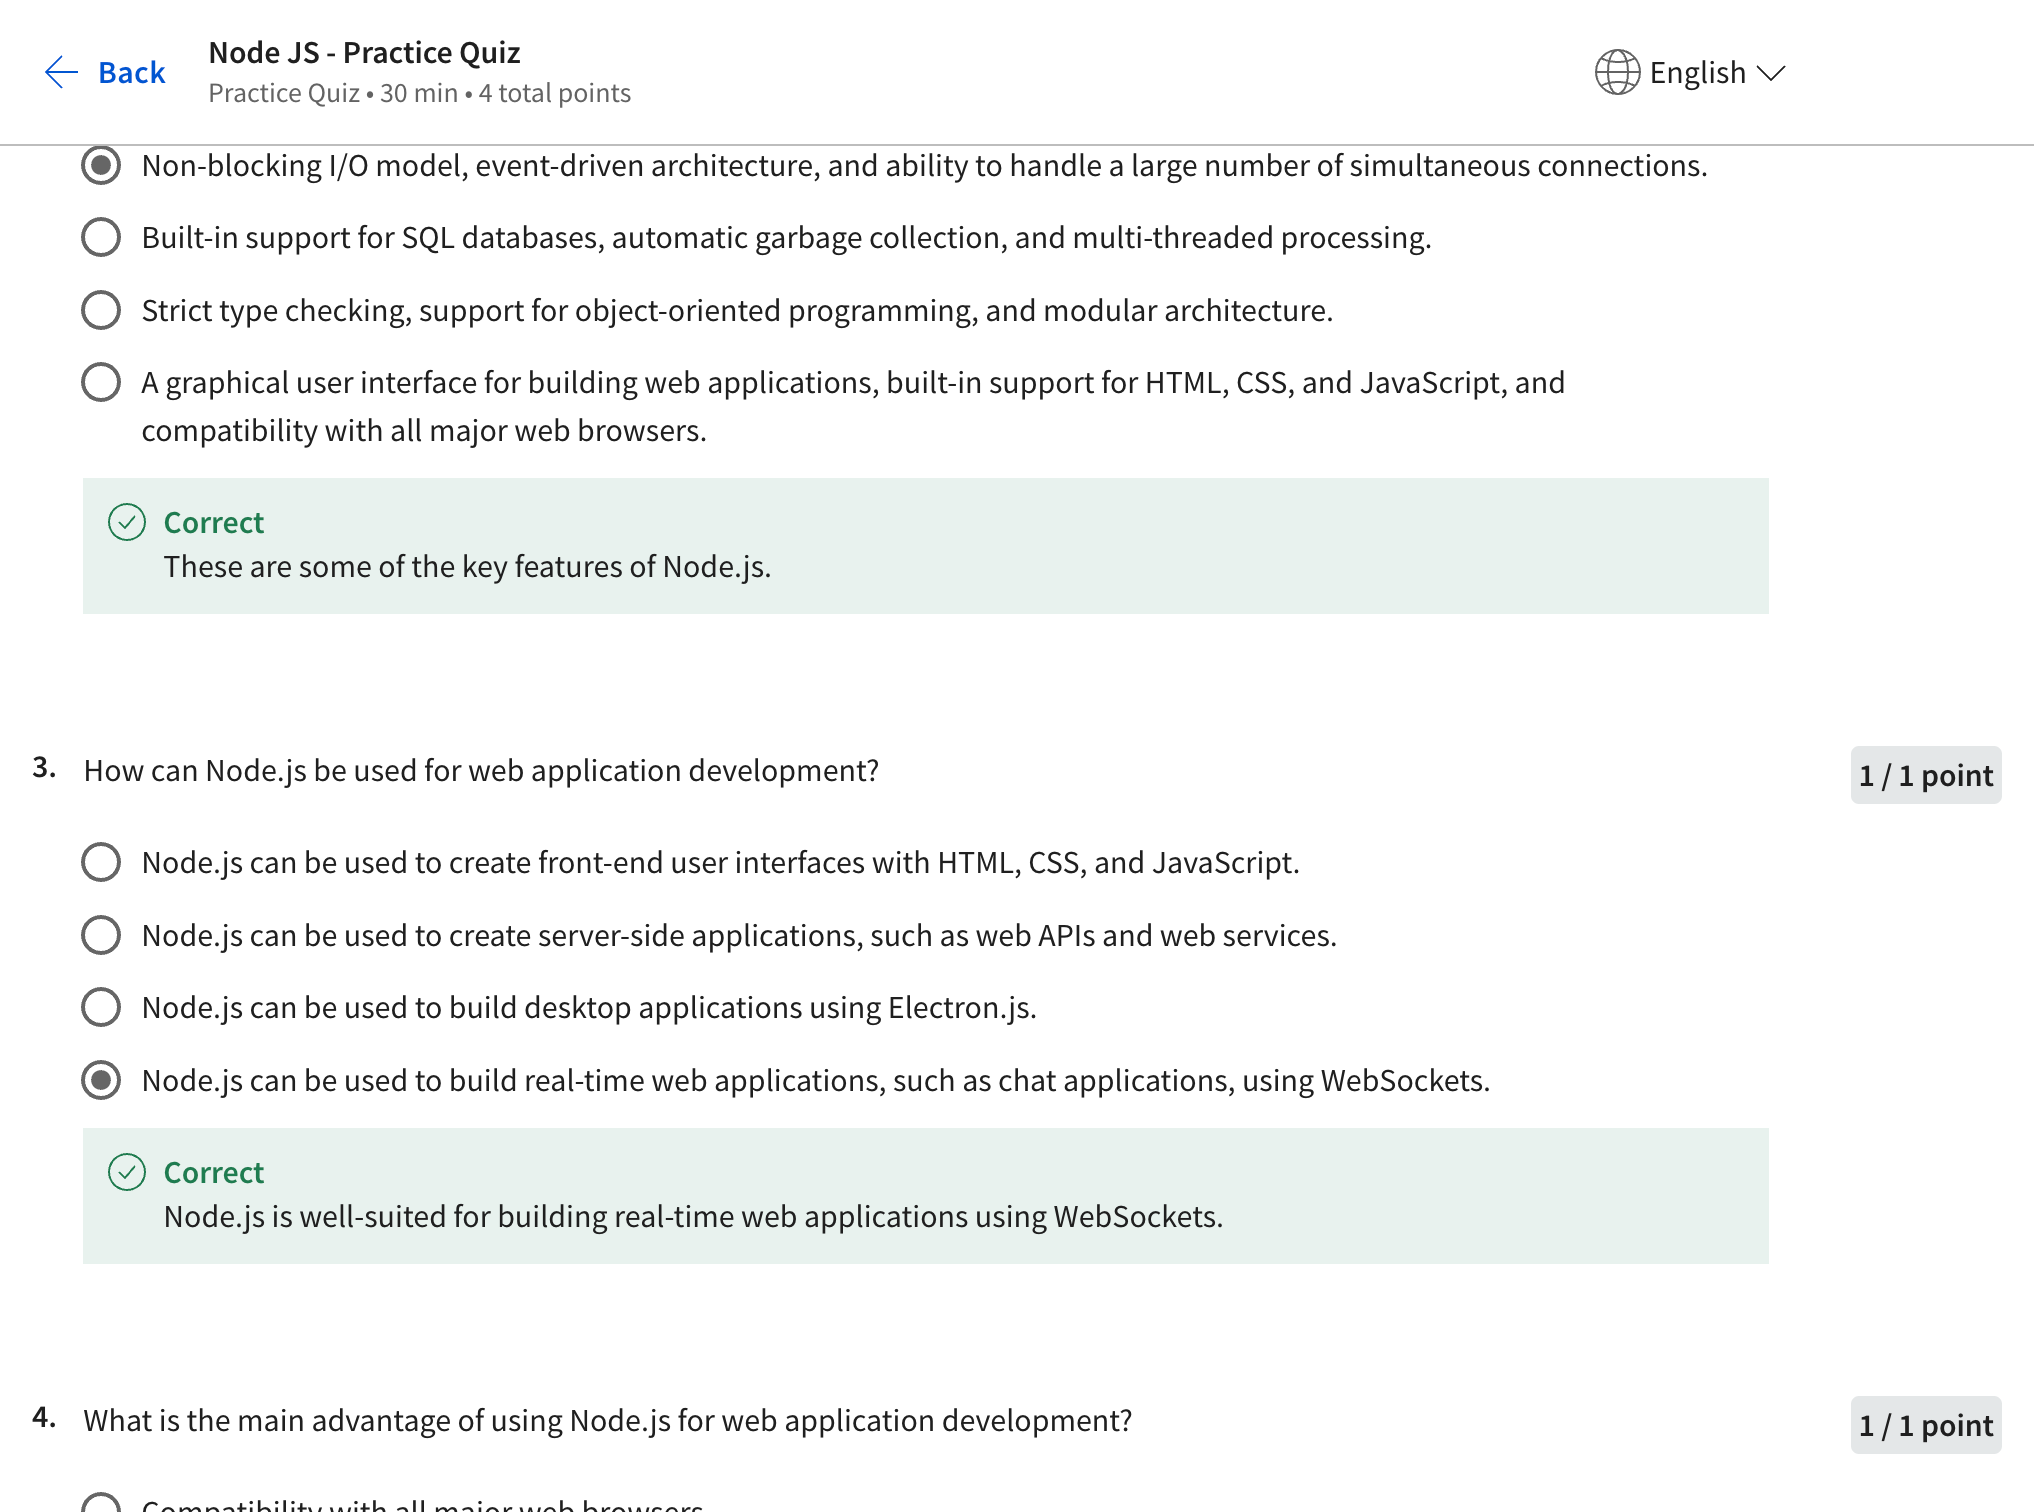 Back
Node JS - Practice Quiz
Practice Quiz • 30 min • 4 total points
English
Non-blocking I/O model, event-driven architecture, and ability to handle a large number of simultaneous connections.
Built-in support for SQL databases, automatic garbage collection, and multi-threaded processing.
Strict type checking, support for object-oriented programming, and modular architecture.
A graphical user interface for building web applications, built-in support for HTML, CSS, and JavaScript, and
compatibility with all major web browsers.
Correct
These are some of the key features of Node.js.
3. How can Node.js be used for web application development?
1 / 1 point
Node.js can be used to create front-end user interfaces with HTML, CSS, and JavaScript.
Node.js can be used to create server-side applications, such as web APIs and web services.
Node.js can be used to build desktop applications using Electron.js.
Node.js can be used to build real-time web applications, such as chat applications, using WebSockets.
Correct
Node.js is well-suited for building real-time web applications using WebSockets.
4. What is the main advantage of using Node.js for web application development?
1 / 1 point
Compatibility with all major web browsers